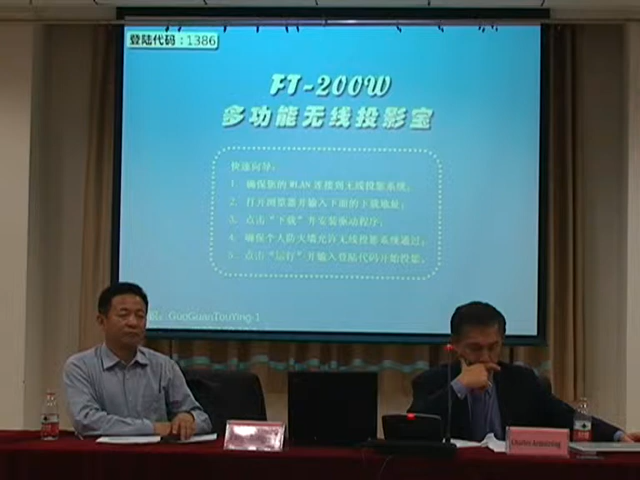 登陆代码：1386
FT-200W
多功能无线投影宝
快速向导：
1. 确保您的 WLAN 连接到无线投影系统。
2. 打开浏览器并输入下面的下载地址。
3. 点击“下载”并安装驱动程序。
4. 确保个人防火墙允许无线投影系统通过。
5. 点击“运行”并输入登陆代码开始投影。
GuoGuanTouYing-1
Charles Armstrong